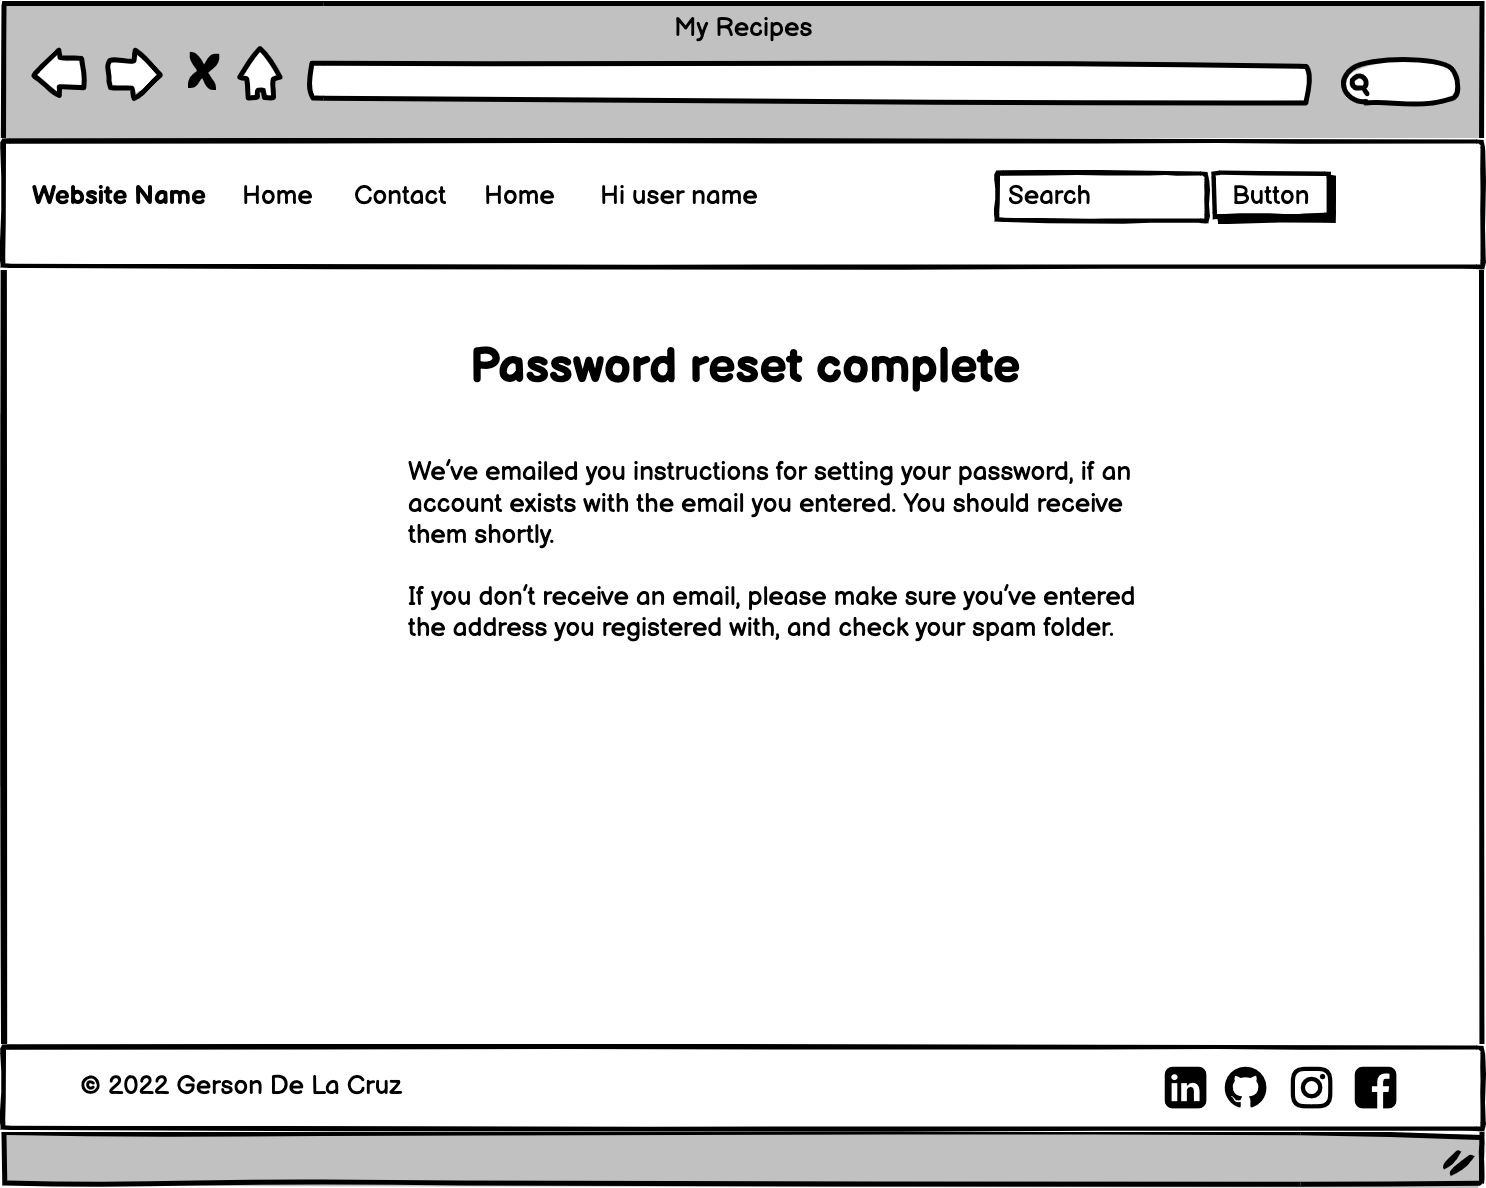 My Recipes
Website Name Home Contact Home Hi user name Search Button
Password reset complete
We've emailed you instructions for setting your password, if an
account exists with the email you entered. You should receive
them shortly.
If you don't receive an email, please make sure you've entered
the address you registered with, and check your spam folder.
© 2022 Gerson De La Cruz